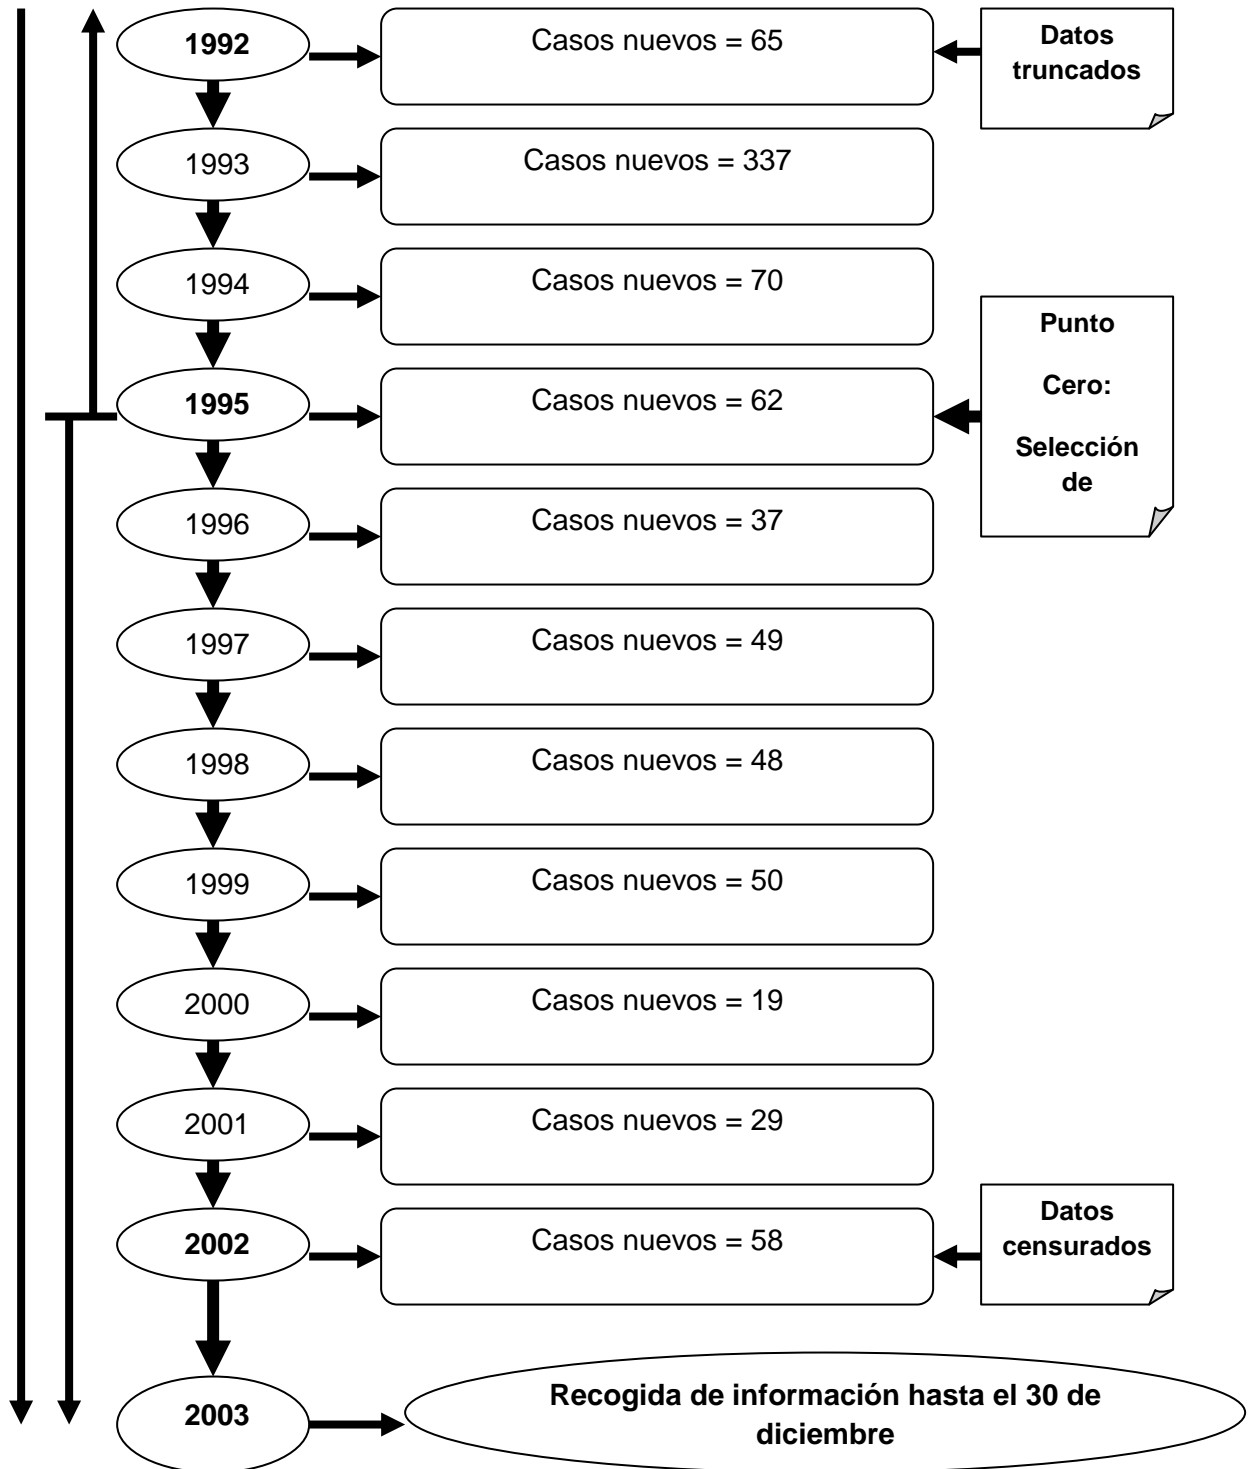 1992
Casos nuevos = 65
Datos
truncados
1993
Casos nuevos = 337
1994
Casos nuevos = 70
Punto
Cero:
Selección
de
1995
Casos nuevos = 62
1996
Casos nuevos = 37
1997
Casos nuevos = 49
1998
Casos nuevos = 48
1999
Casos nuevos = 50
2000
Casos nuevos = 19
2001
Casos nuevos = 29
2002
Casos nuevos = 58
Datos
censurados
2003
Recogida de información hasta el 30 de
diciembre